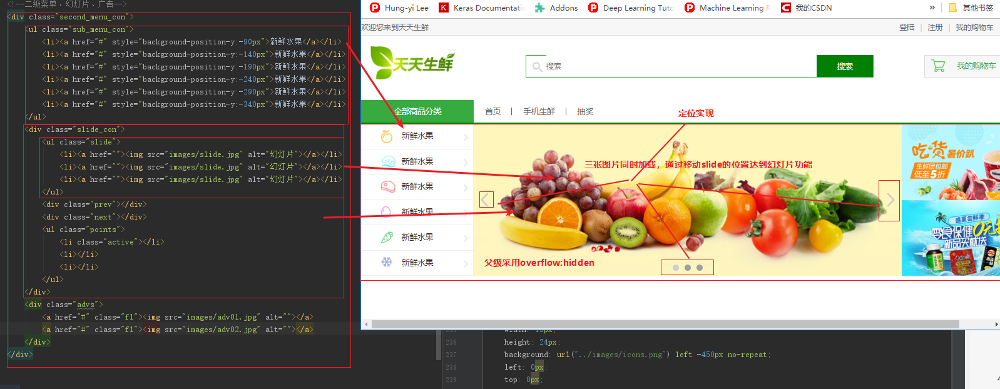 <!--二级菜单、幻灯片、广告-->
<div class="second_menu_con">
<ul class="sub_menu_con">
<li><a href="#" style="background-position-y:-90px">新鲜水果</a></li>
<li><a href="#" style="background-position-y:-140px">新鲜水果</a></li>
<li><a href="#" style="background-position-y:-190px">新鲜水果</a></li>
<li><a href="#" style="background-position-y:-240px">新鲜水果</a></li>
<li><a href="#" style="background-position-y:-290px">新鲜水果</a></li>
<li><a href="#" style="background-position-y:-340px">新鲜水果</a></li>
</ul>
<div class="slide_con">
<ul class="slide">
<li><a href=""><img src="images/slide.jpg" alt="幻灯片"></a></li>
<li><a href=""><img src="images/slide.jpg" alt="幻灯片"></a></li>
<li><a href=""><img src="images/slide.jpg" alt="幻灯片"></a></li>
</ul>
<div class="prev"></div>
<div class="next"></div>
<ul class="points">
<li class="active"></li>
<li></li>
<li></li>
</ul>
</div>
<div class="advs">
<a href="#" class="fl"><img src="images/adv01.jpg" alt=""></a>
<a href="#" class="fl"><img src="images/adv02.jpg" alt=""></a>
</div>
</div>
Hung-yi Lee Keras Documentati Addons Deep Learning Tuto Machine Learning 我的CSDN » 其他书签
欢迎您来到天天生鲜 登陆 | 注册 | 我的购物车
天天生鲜 搜索 搜索 我的购物车
全部商品分类 首页 | 手机生鲜 | 抽奖
定位实现
新鲜水果
新鲜水果
新鲜水果
新鲜水果
新鲜水果
新鲜水果
三张图片同时加载，通过移动slide的位置达到幻灯片功能
父级采用overflow:hidden
吃货暑价趴
生鲜团包邮
低至5折
盛夏尝鲜季
零食保健0元
新品贡献送
236 height: 24px;
237 background: url("../images/icons.png") left -450px no-repeat;
238 left: 0px;
239 top: 0px;